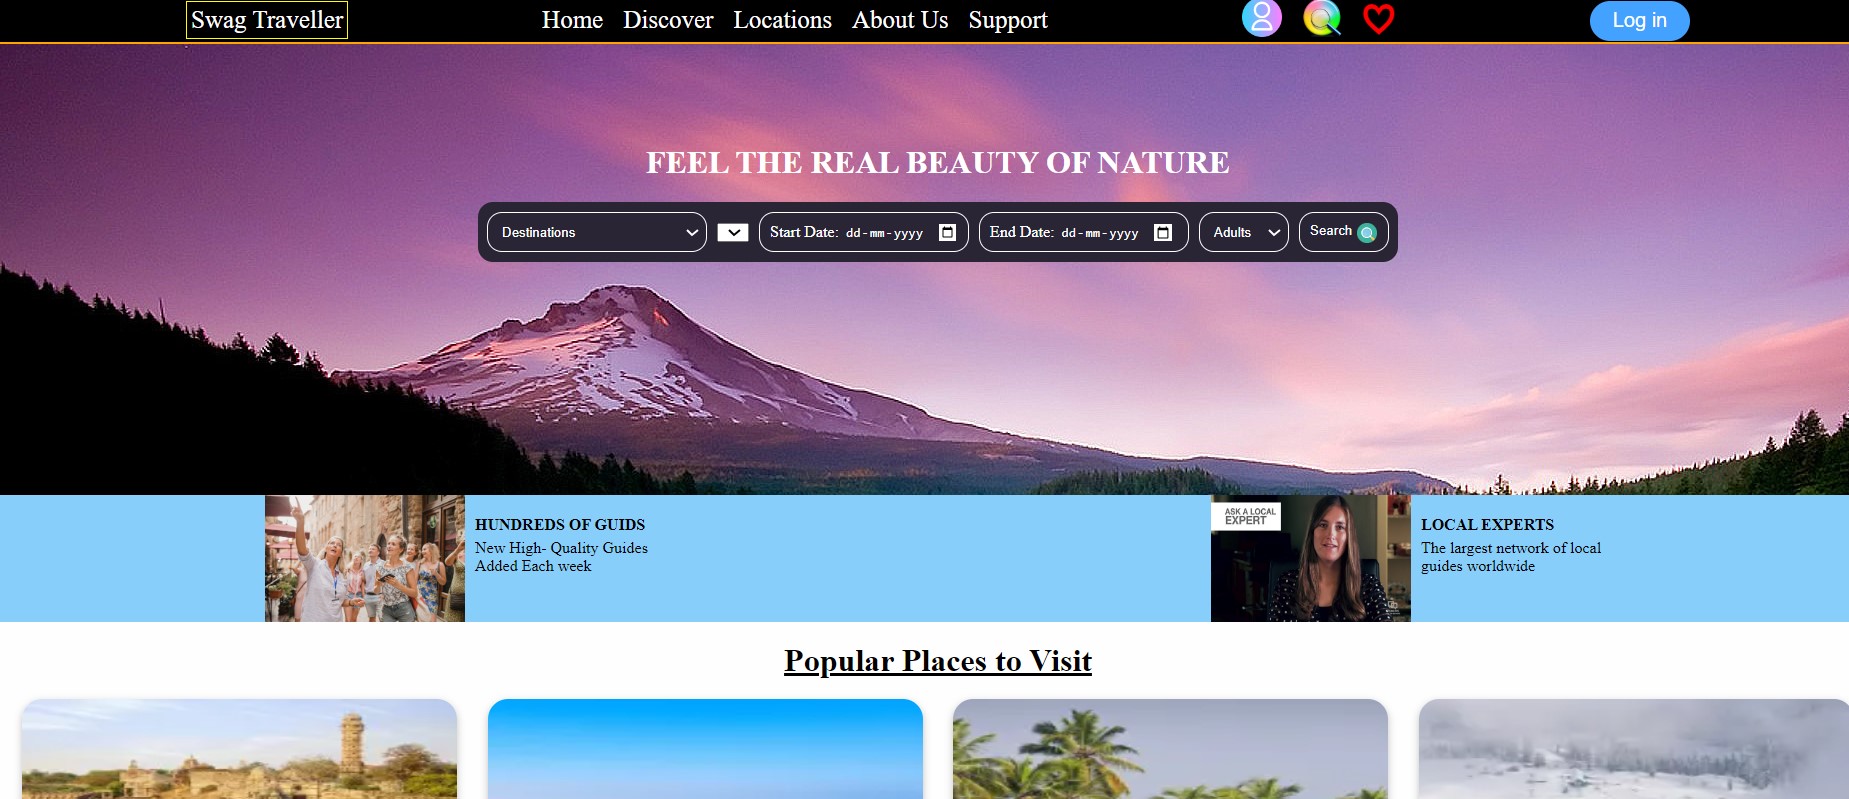 Swag Traveller
Home Discover Locations About Us Support
Log in
FEEL THE REAL BEAUTY OF NATURE
Destinations
Start Date: dd-mm-yyyy
End Date: dd-mm-yyyy
Adults
Search
HUNDREDS OF GUIDS
New High- Quality Guides
Added Each week
ASK A LOCAL
EXPERT
LOCAL EXPERTS
The largest network of local
guides worldwide
Popular Places to Visit